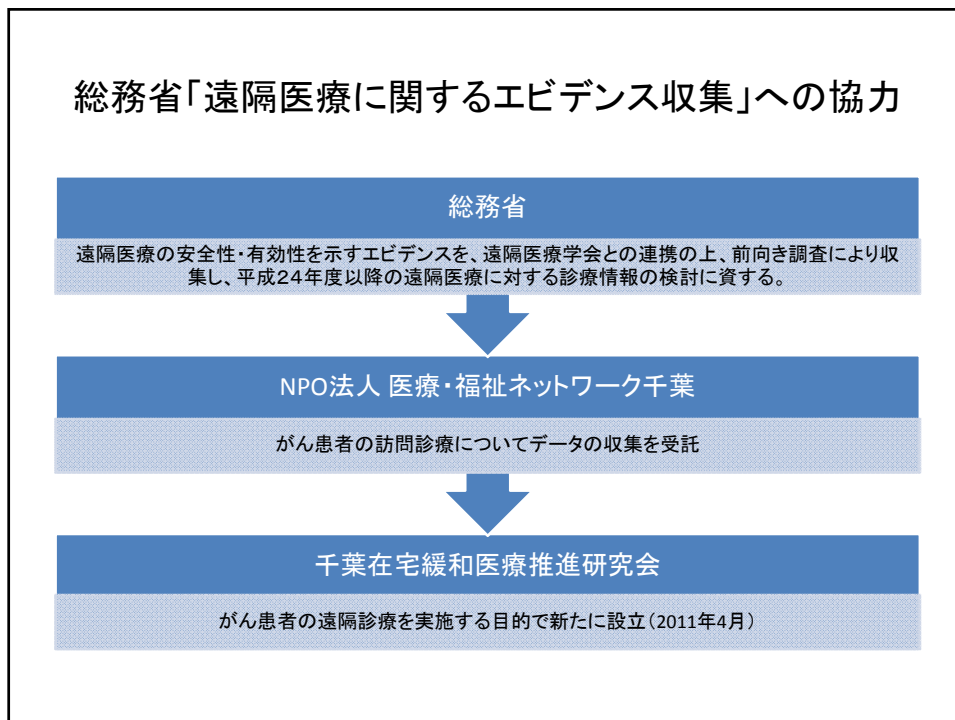 総務省「遠隔医療に関するエビデンス収集」への協力
総務省
遠隔医療の安全性・有効性を示すエビデンスを、遠隔医療学会との連携の上、前向き調査により収
集し、平成24年度以降の遠隔医療に対する診療情報の検討に資する。
NPO法人 医療・福祉ネットワーク千葉
がん患者の訪問診療についてデータの収集を受託
千葉在宅緩和医療推進研究会
がん患者の遠隔診療を実施する目的で新たに設立(2011年4月)